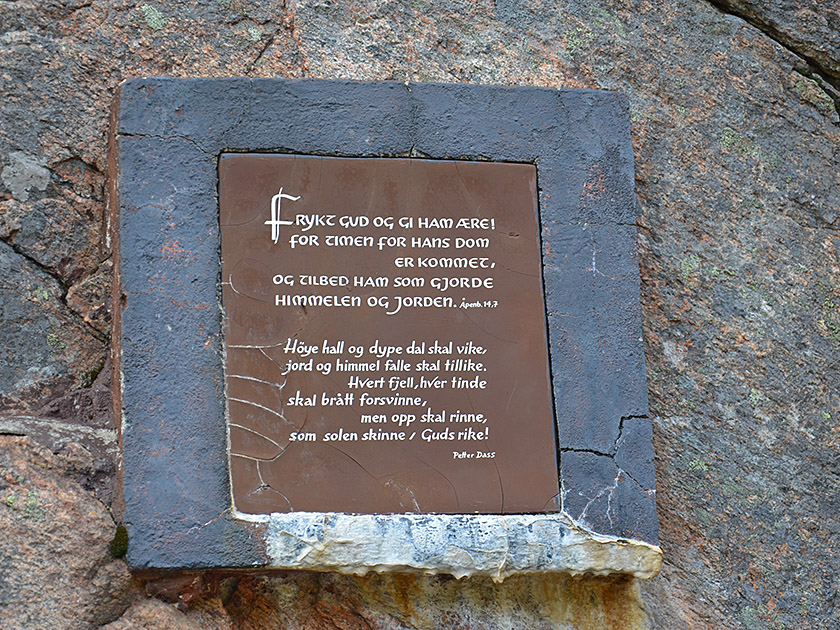 FRYKT GUD OG GI HAM ÆRE!
FOR TIMEN FOR HANS DOM
ER KOMMET,
OG TILBED HAM SOM GJORDE
HIMMELEN OG JORDEN. Åpenb. 14,7
Höye hall og dype dal skal vike,
jord og himmel falle skal tillike.
Hvert fjell, hver tinde
skal brått forsvinne,
men opp skal rinne,
som solen skinne / Guds rike!
Petter Dass